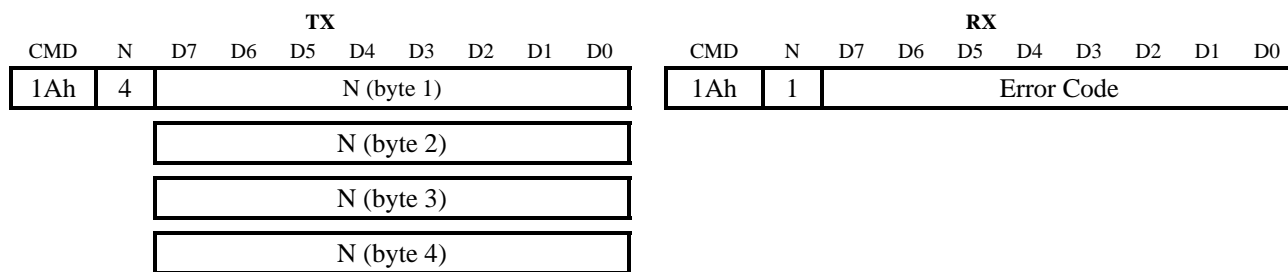 TX RX
CMD N D7 D6 D5 D4 D3 D2 D1 D0 CMD N D7 D6 D5 D4 D3 D2 D1 D0
1Ah 4 N (byte 1) 1Ah 1 Error Code
N (byte 2)
N (byte 3)
N (byte 4)